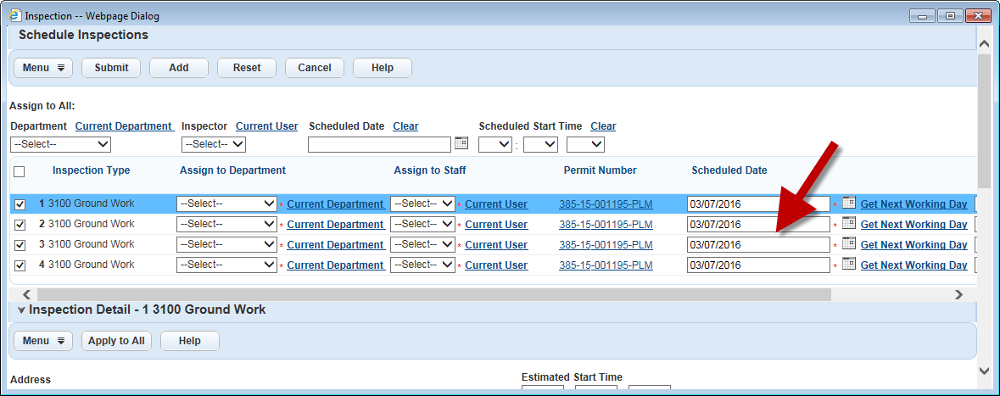 Inspection -- Webpage Dialog
Schedule Inspections
Menu Submit Add Reset Cancel Help
Assign to All:
Department Current Department Inspector Current User Scheduled Date Clear Scheduled Start Time Clear
--Select-- --Select-- :
Inspection Type Assign to Department Assign to Staff Permit Number Scheduled Date
1 3100 Ground Work --Select-- * Current Department --Select-- * Current User 385-15-001195-PLM 03/07/2016 * Get Next Working Day
2 3100 Ground Work --Select-- * Current Department --Select-- * Current User 385-15-001195-PLM 03/07/2016 * Get Next Working Day
3 3100 Ground Work --Select-- * Current Department --Select-- * Current User 385-15-001195-PLM 03/07/2016 * Get Next Working Day
4 3100 Ground Work --Select-- * Current Department --Select-- * Current User 385-15-001195-PLM 03/07/2016 * Get Next Working Day
Inspection Detail - 1 3100 Ground Work
Menu Apply to All Help
Address Estimated Start Time